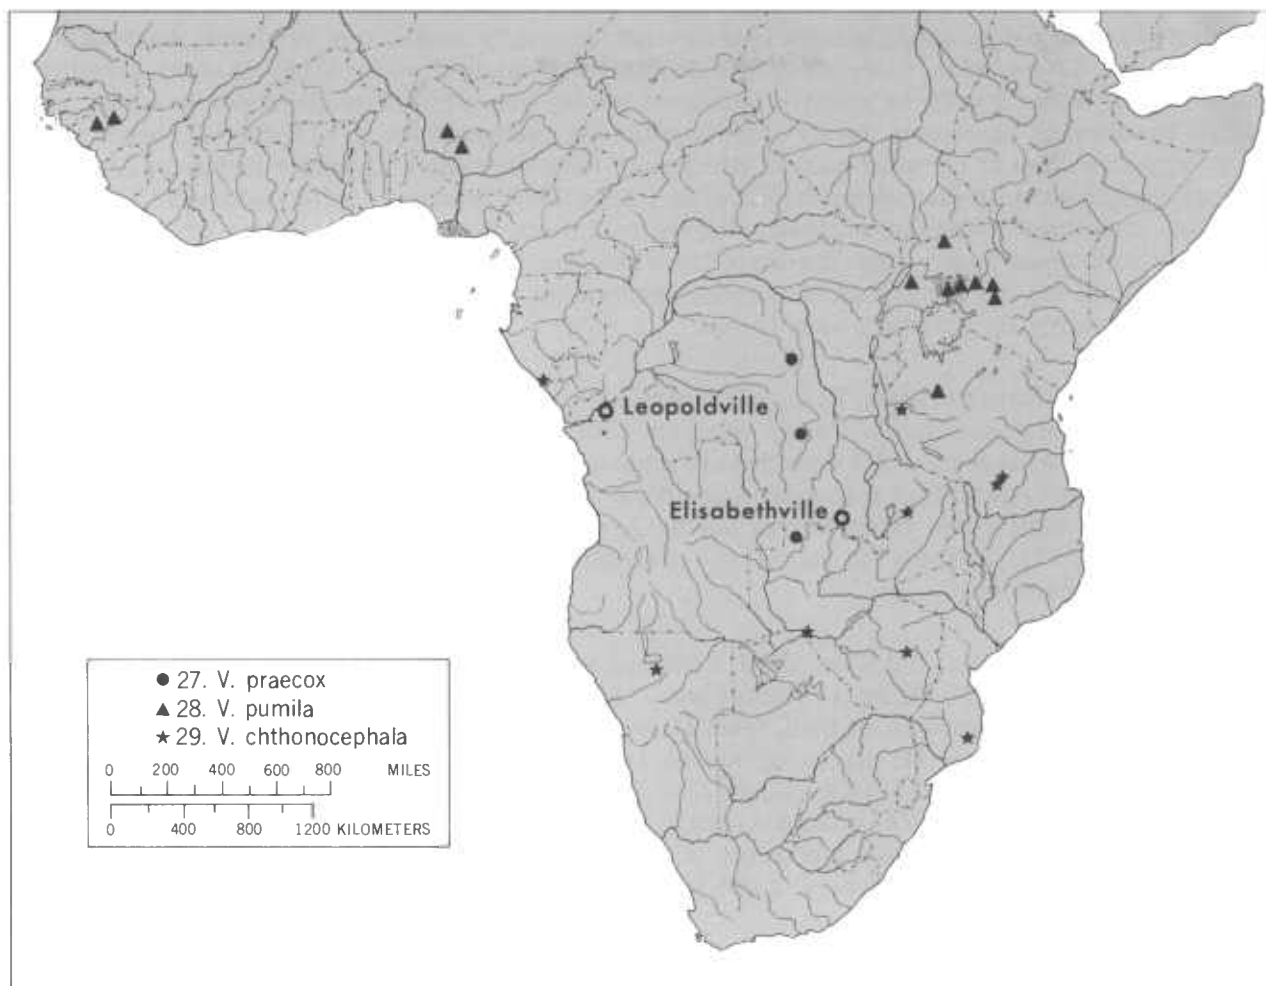 Leopoldville
Elisabethville
27. V. praecox
28. V. pumila
29. V. chthonocephala
0 200 400 600 800 MILES
0 400 800 1200 KILOMETERS